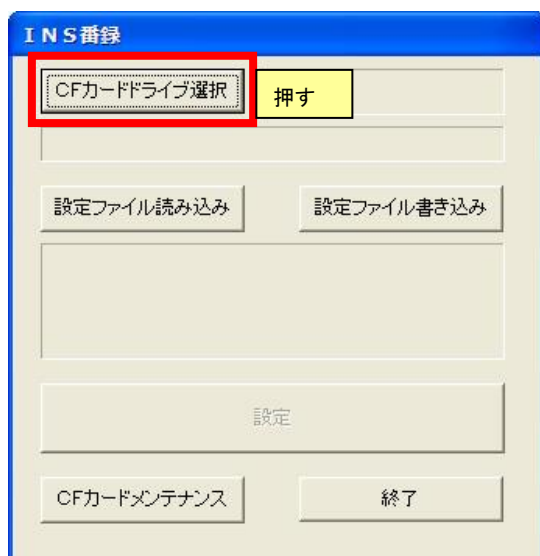 INS番録
CFカードドライブ選択
押す
設定ファイル読み込み
設定ファイル書き込み
設定
CFカードメンテナンス
終了